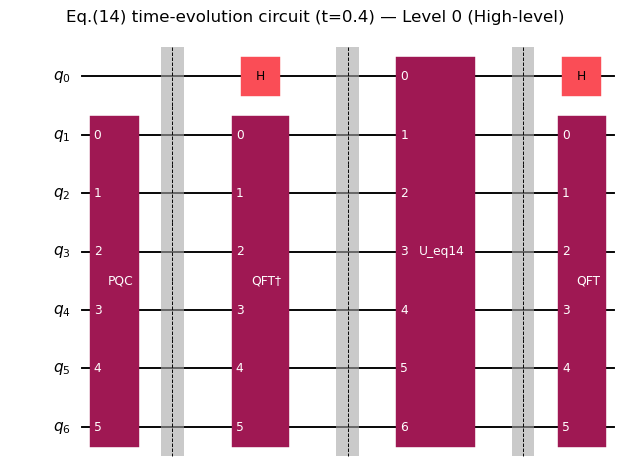 Eq.(14) time-evolution circuit (t=0.4) — Level 0 (High-level)
q0 H 0 H
q1 0 0 1 0
q2 1 1 2 1
q3 2 2 3 U_eq14 2
PQC QFT† QFT
q4 3 3 4 3
q5 4 4 5 4
q6 5 5 6 5